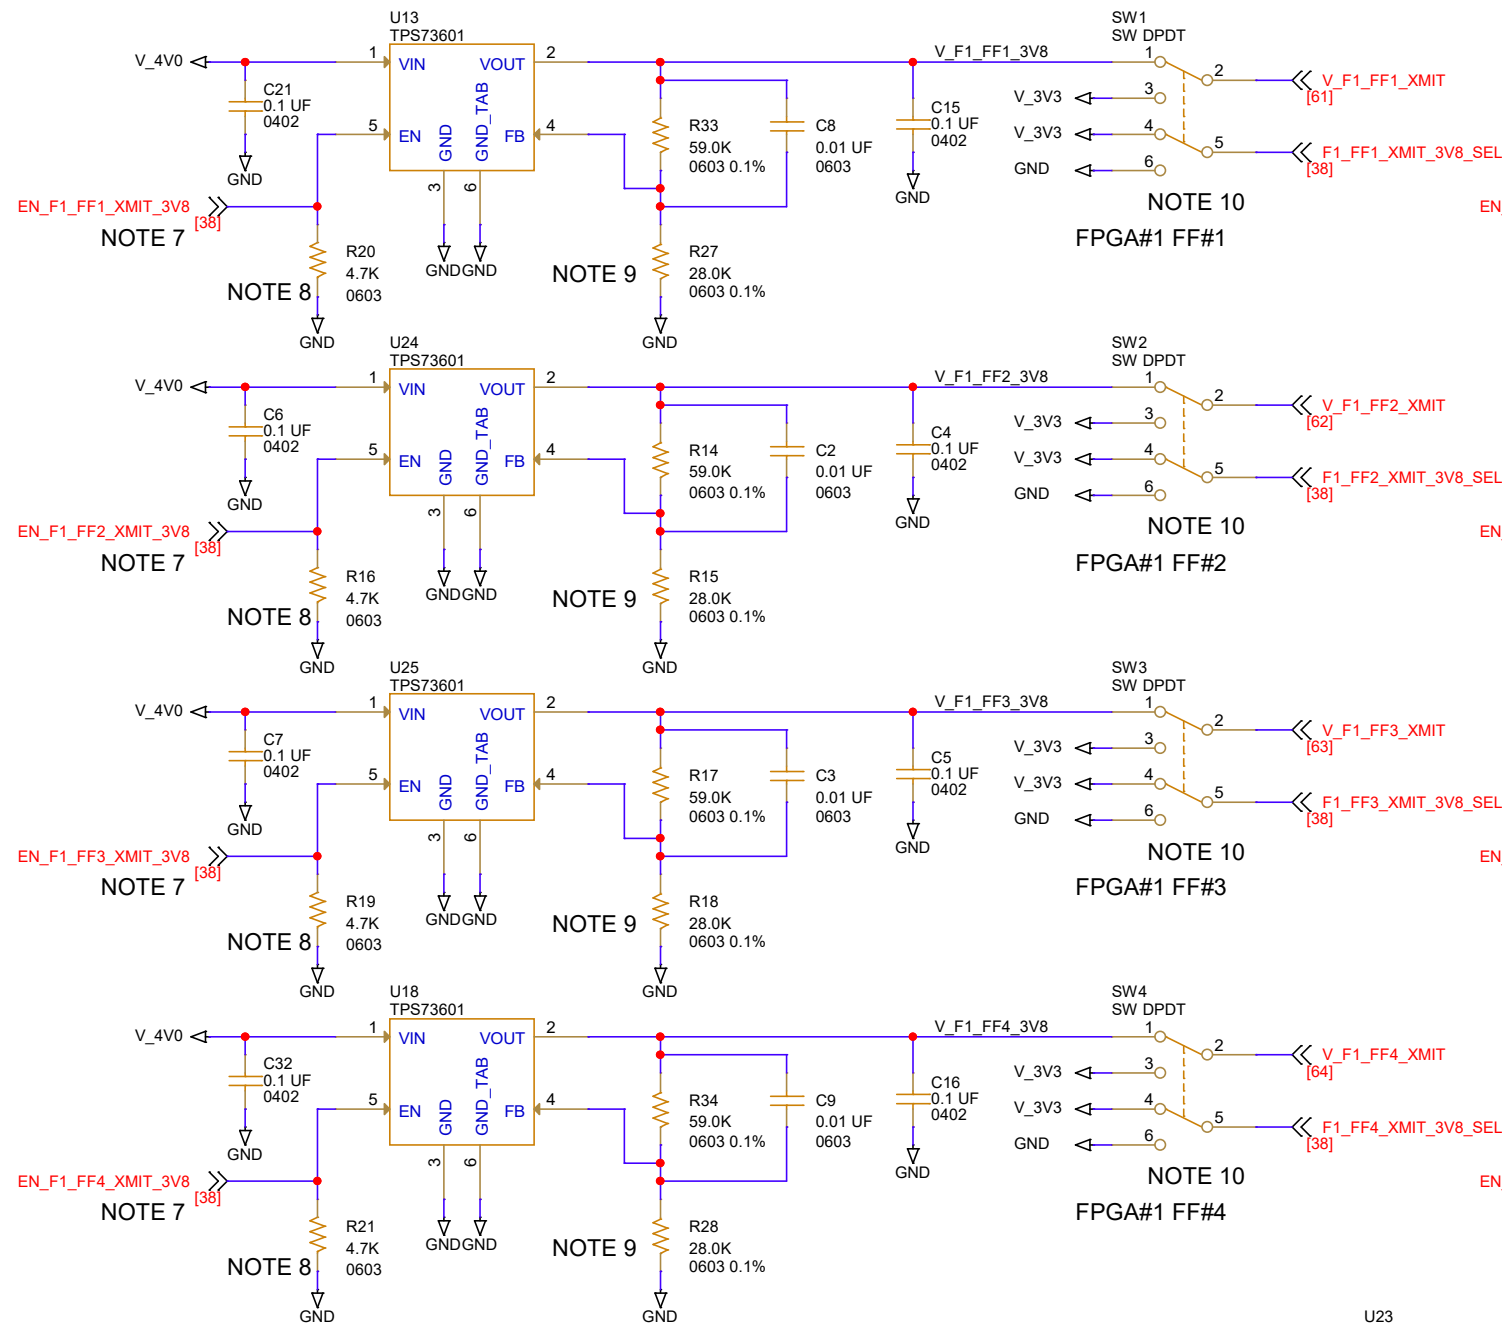 U13
TPS73601
SW1
SW DPDT
V_4V0
1 VIN VOUT 2
V_F1_FF1_3V8
1
2
V_F1_FF1_XMIT
[61]
C21
0.1 UF
0402
GND
5 EN GND GND_TAB FB 4
3 6
R33
59.0K
0603 0.1%
C8
0.01 UF
0603
C15
0.1 UF
0402
GND
V_3V3 3
V_3V3 4
5
F1_FF1_XMIT_3V8_SEL
[38]
GND 6
NOTE 10
FPGA#1 FF#1
EN_F1_FF1_XMIT_3V8
[38]
NOTE 7
EN_
R20
4.7K
0603
NOTE 8
GND
GND GND
NOTE 9
R27
28.0K
0603 0.1%
GND
U24
TPS73601
SW2
SW DPDT
V_4V0
1 VIN VOUT 2
V_F1_FF2_3V8
1
2
V_F1_FF2_XMIT
[62]
C6
0.1 UF
0402
GND
5 EN GND GND_TAB FB 4
3 6
R14
59.0K
0603 0.1%
C2
0.01 UF
0603
C4
0.1 UF
0402
GND
V_3V3 3
V_3V3 4
5
F1_FF2_XMIT_3V8_SEL
[38]
GND 6
NOTE 10
FPGA#1 FF#2
EN_F1_FF2_XMIT_3V8
[38]
NOTE 7
EN_
R16
4.7K
0603
NOTE 8
GND
GND GND
NOTE 9
R15
28.0K
0603 0.1%
GND
U25
TPS73601
SW3
SW DPDT
V_4V0
1 VIN VOUT 2
V_F1_FF3_3V8
1
2
V_F1_FF3_XMIT
[63]
C7
0.1 UF
0402
GND
5 EN GND GND_TAB FB 4
3 6
R17
59.0K
0603 0.1%
C3
0.01 UF
0603
C5
0.1 UF
0402
GND
V_3V3 3
V_3V3 4
5
F1_FF3_XMIT_3V8_SEL
[38]
GND 6
NOTE 10
FPGA#1 FF#3
EN_F1_FF3_XMIT_3V8
[38]
NOTE 7
EN_
R19
4.7K
0603
NOTE 8
GND
GND GND
NOTE 9
R18
28.0K
0603 0.1%
GND
U18
TPS73601
SW4
SW DPDT
V_4V0
1 VIN VOUT 2
V_F1_FF4_3V8
1
2
V_F1_FF4_XMIT
[64]
C32
0.1 UF
0402
GND
5 EN GND GND_TAB FB 4
3 6
R34
59.0K
0603 0.1%
C9
0.01 UF
0603
C16
0.1 UF
0402
GND
V_3V3 3
V_3V3 4
5
F1_FF4_XMIT_3V8_SEL
[38]
GND 6
NOTE 10
FPGA#1 FF#4
EN_F1_FF4_XMIT_3V8
[38]
NOTE 7
EN_
R21
4.7K
0603
NOTE 8
GND
GND GND
NOTE 9
R28
28.0K
0603 0.1%
GND
U23